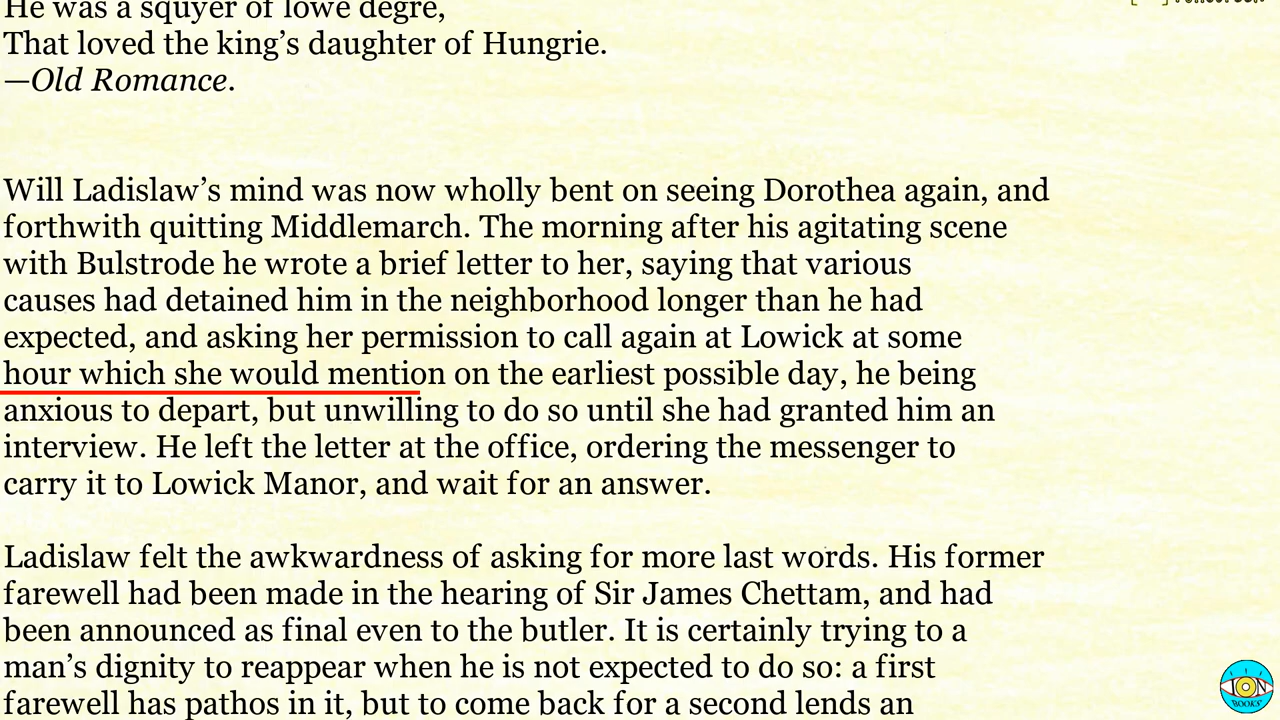 He was a squyer of lowe degre,
That loved the king’s daughter of Hungrie.
—Old Romance.
Will Ladislaw’s mind was now wholly bent on seeing Dorothea again, and
forthwith quitting Middlemarch. The morning after his agitating scene
with Bulstrode he wrote a brief letter to her, saying that various
causes had detained him in the neighborhood longer than he had
expected, and asking her permission to call again at Lowick at some
hour which she would mention on the earliest possible day, he being
anxious to depart, but unwilling to do so until she had granted him an
interview. He left the letter at the office, ordering the messenger to
carry it to Lowick Manor, and wait for an answer.
Ladislaw felt the awkwardness of asking for more last words. His former
farewell had been made in the hearing of Sir James Chettam, and had
been announced as final even to the butler. It is certainly trying to a
man’s dignity to reappear when he is not expected to do so: a first
farewell has pathos in it, but to come back for a second lends an
ION
BOOKS